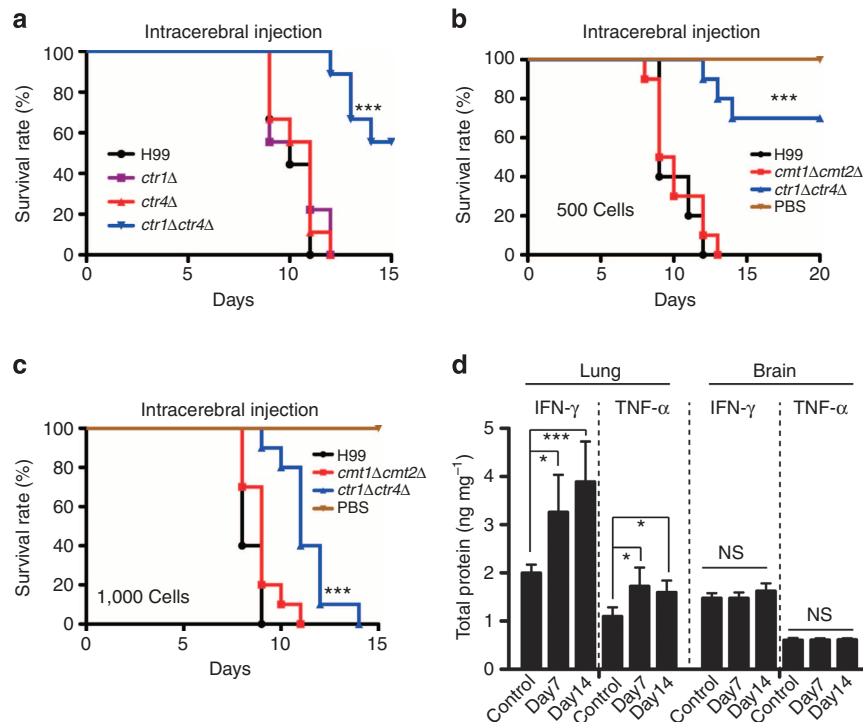 a
Intracerebral injection
100
80
60
40
20
0
Survival rate (%)
***
H99
ctr1Δ
ctr4Δ
ctr1Δctr4Δ
0
5
10
15
Days
b
Intracerebral injection
100
80
60
40
20
0
Survival rate (%)
***
H99
cmt1Δcmt2Δ
ctr1Δctr4Δ
PBS
500 Cells
0
5
10
15
20
Days
c
Intracerebral injection
100
80
60
40
20
0
Survival rate (%)
H99
cmt1Δcmt2Δ
ctr1Δctr4Δ
PBS
***
1,000 Cells
0
5
10
15
Days
d
Lung
Brain
IFN-γ
TNF-α
IFN-γ
TNF-α
5
4
3
2
1
0
Total protein (ng mg⁻¹)
***
*
*
*
NS
NS
Control
Day7
Day14
Control
Day7
Day14
Control
Day7
Day14
Control
Day7
Day14